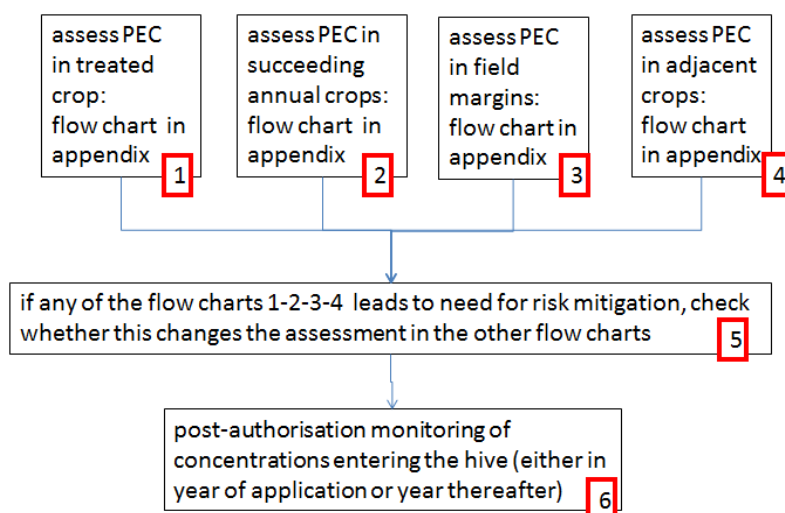 assess PEC
in treated
crop:
flow chart in
appendix
1
assess PEC in
succeeding
annual crops:
flow chart in
appendix
2
assess PEC
in field
margins:
flow chart in
appendix
3
assess PEC
in adjacent
crops:
flow chart
in appendix
4
if any of the flow charts 1-2-3-4 leads to need for risk mitigation, check
whether this changes the assessment in the other flow charts
5
post-authorisation monitoring of
concentrations entering the hive (either in
year of application or year thereafter)
6